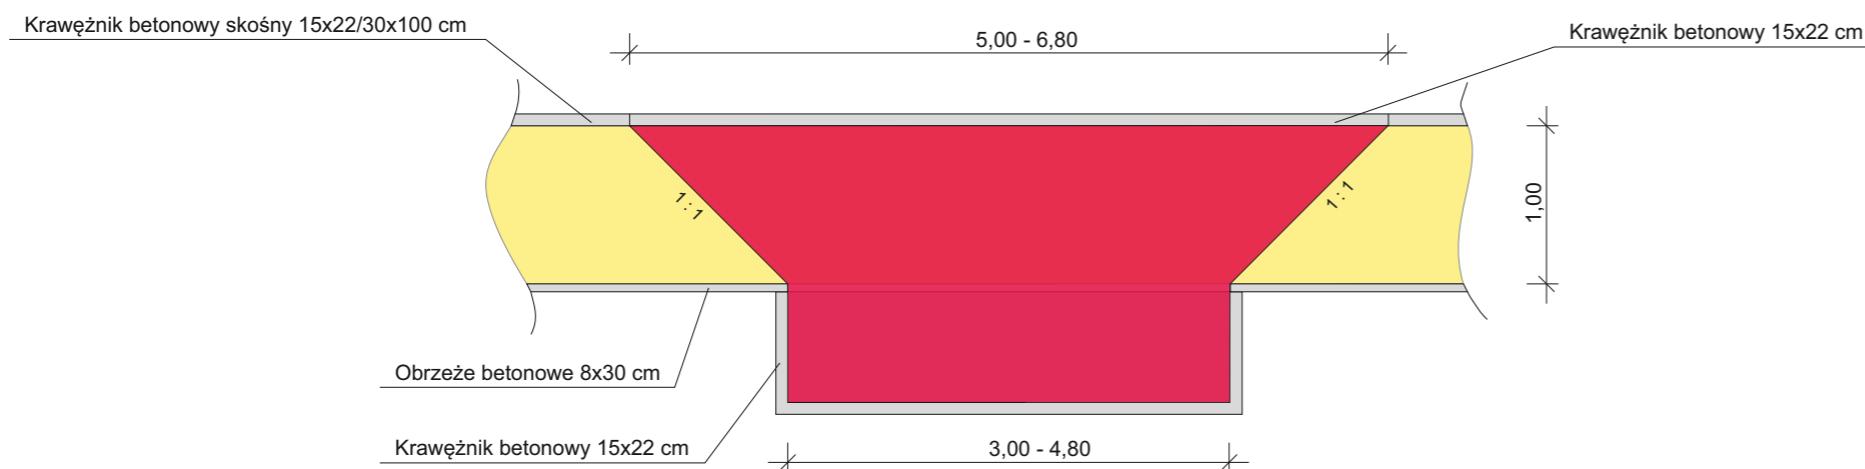 Krawężnik betonowy skośny 15x22/30x100 cm
5,00 - 6,80
Krawężnik betonowy 15x22 cm
1 : 1
1 : 1
1,00
Obrzeże betonowe 8x30 cm
Krawężnik betonowy 15x22 cm
3,00 - 4,80